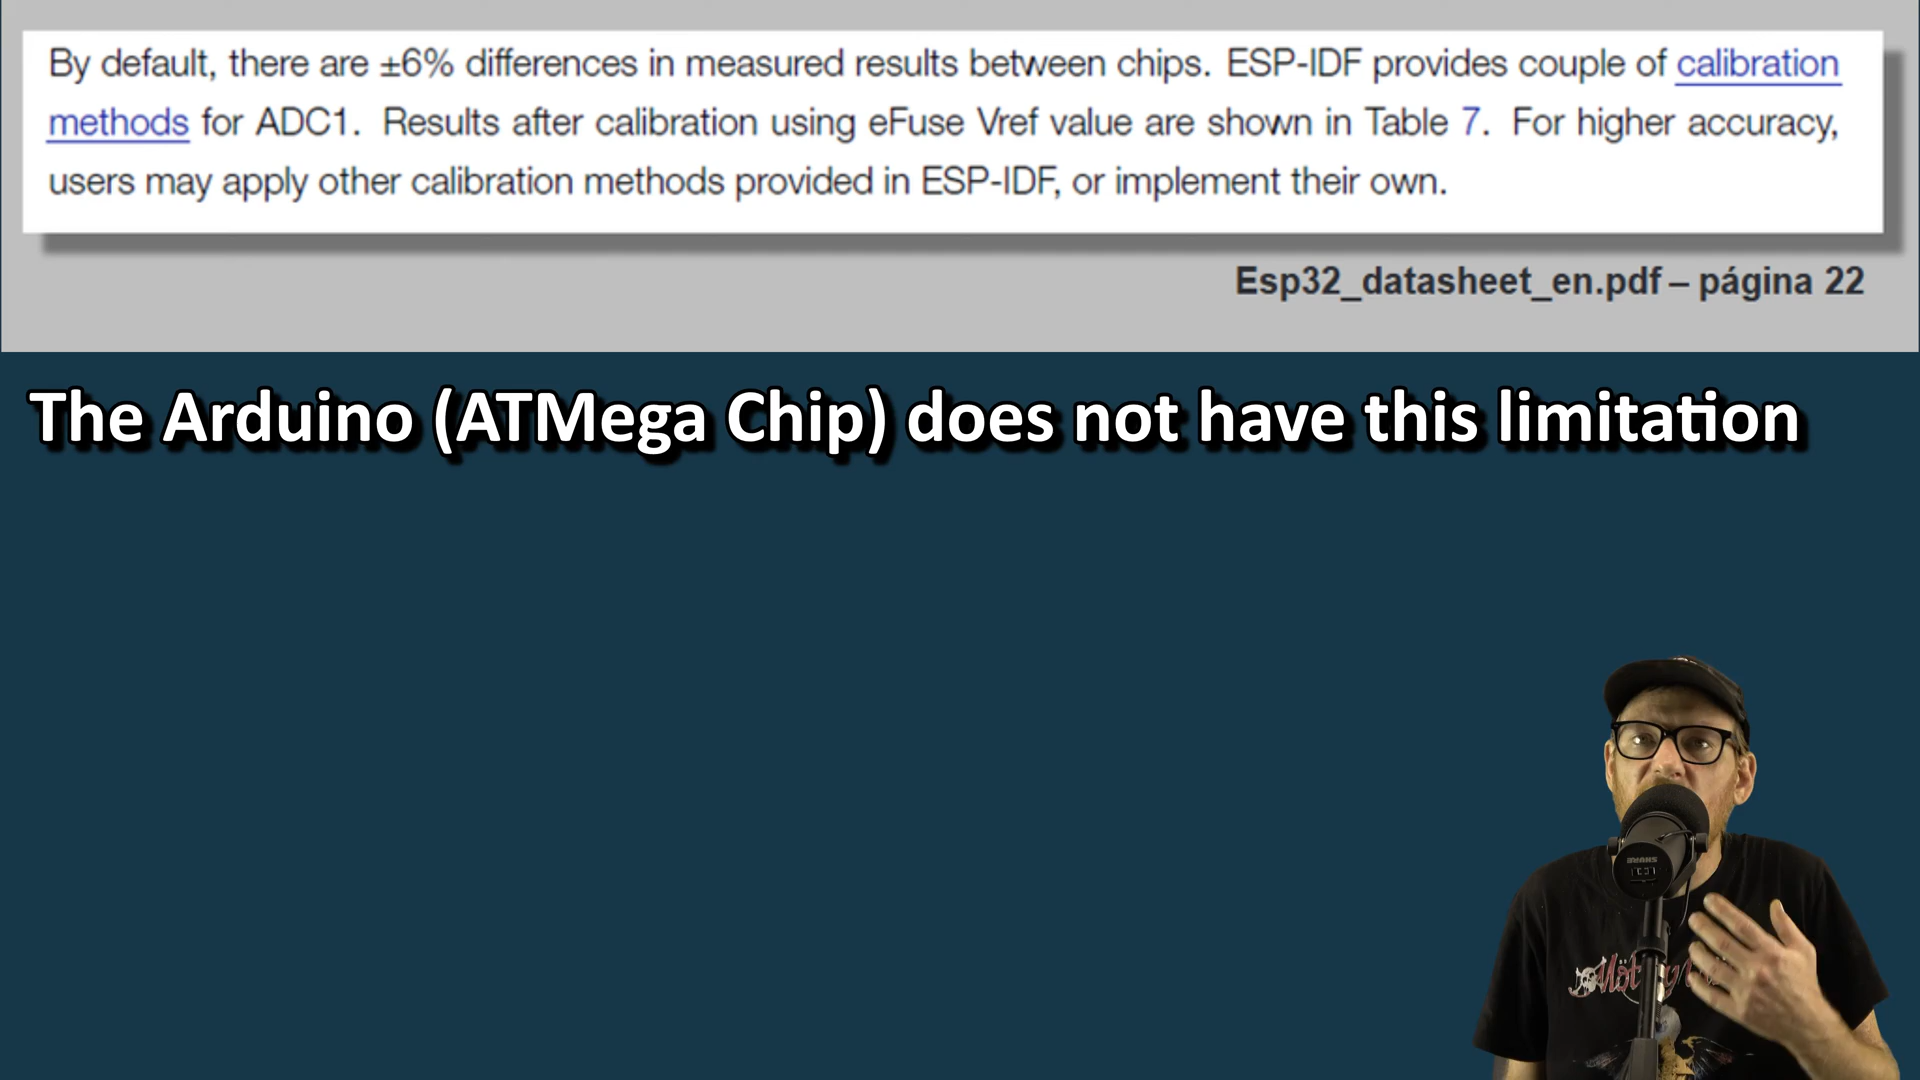 By default, there are ±6% differences in measured results between chips. ESP-IDF provides couple of calibration
methods for ADC1. Results after calibration using eFuse Vref value are shown in Table 7. For higher accuracy,
users may apply other calibration methods provided in ESP-IDF, or implement their own.
Esp32_datasheet_en.pdf – página 22
The Arduino (ATMega Chip) does not have this limitation